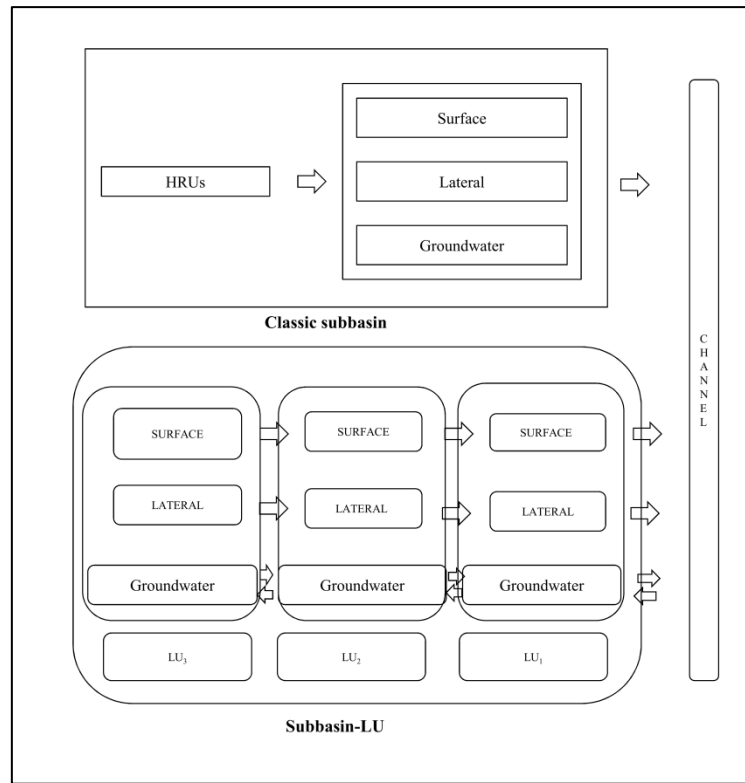 Surface
HRUs
Lateral
Groundwater
Classic subbasin
CHANNEL
SURFACE SURFACE SURFACE
LATERAL LATERAL LATERAL
Groundwater Groundwater Groundwater
LU₃ LU₂ LU₁
Subbasin-LU